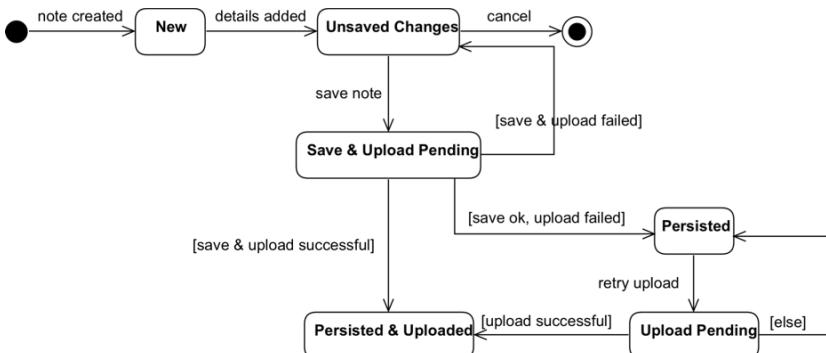 note created
New
details added
Unsaved Changes
cancel
save note
[save & upload failed]
Save & Upload Pending
[save ok, upload failed]
Persisted
[save & upload successful]
retry upload
Persisted & Uploaded
[upload successful]
Upload Pending
[else]